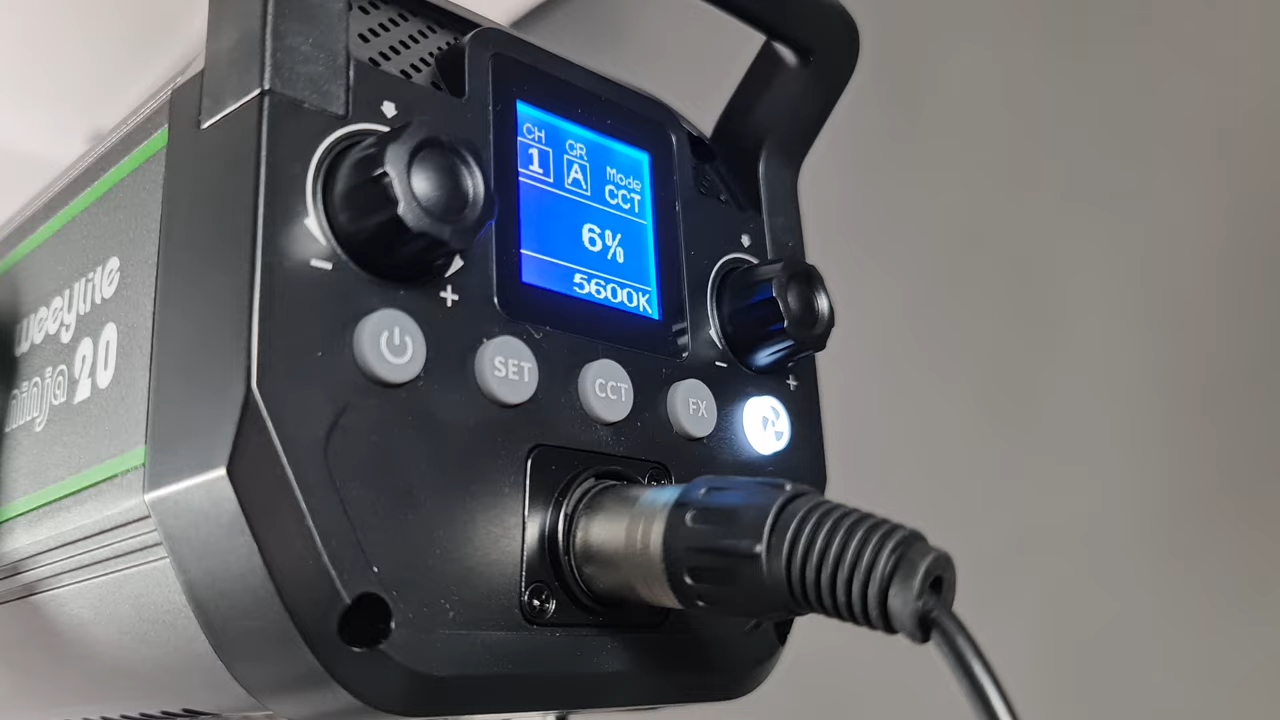 CH
1
GR
A
Mode
CCT
6%
5600K
weeylite
ninja 20
- +
- +
SET
CCT
FX